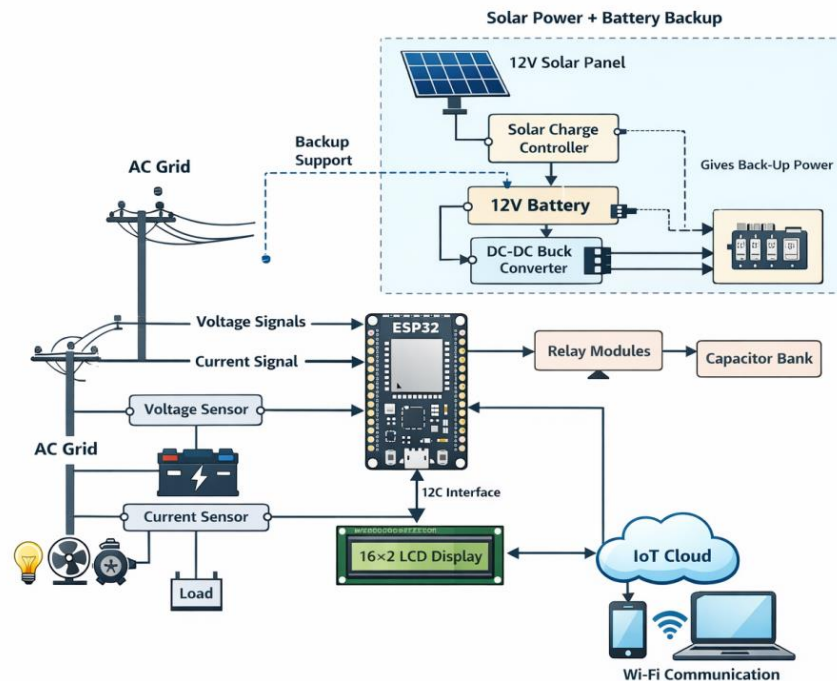 Solar Power + Battery Backup
12V Solar Panel
Solar Charge
Controller
Backup
Support
AC Grid
Gives Back-Up Power
12V Battery
DC-DC Buck
Converter
Voltage Signals
ESP32
Current Signal
Relay Modules
Capacitor Bank
Voltage Sensor
AC Grid
12C Interface
Current Sensor
16×2 LCD Display
IoT Cloud
Load
Wi-Fi Communication